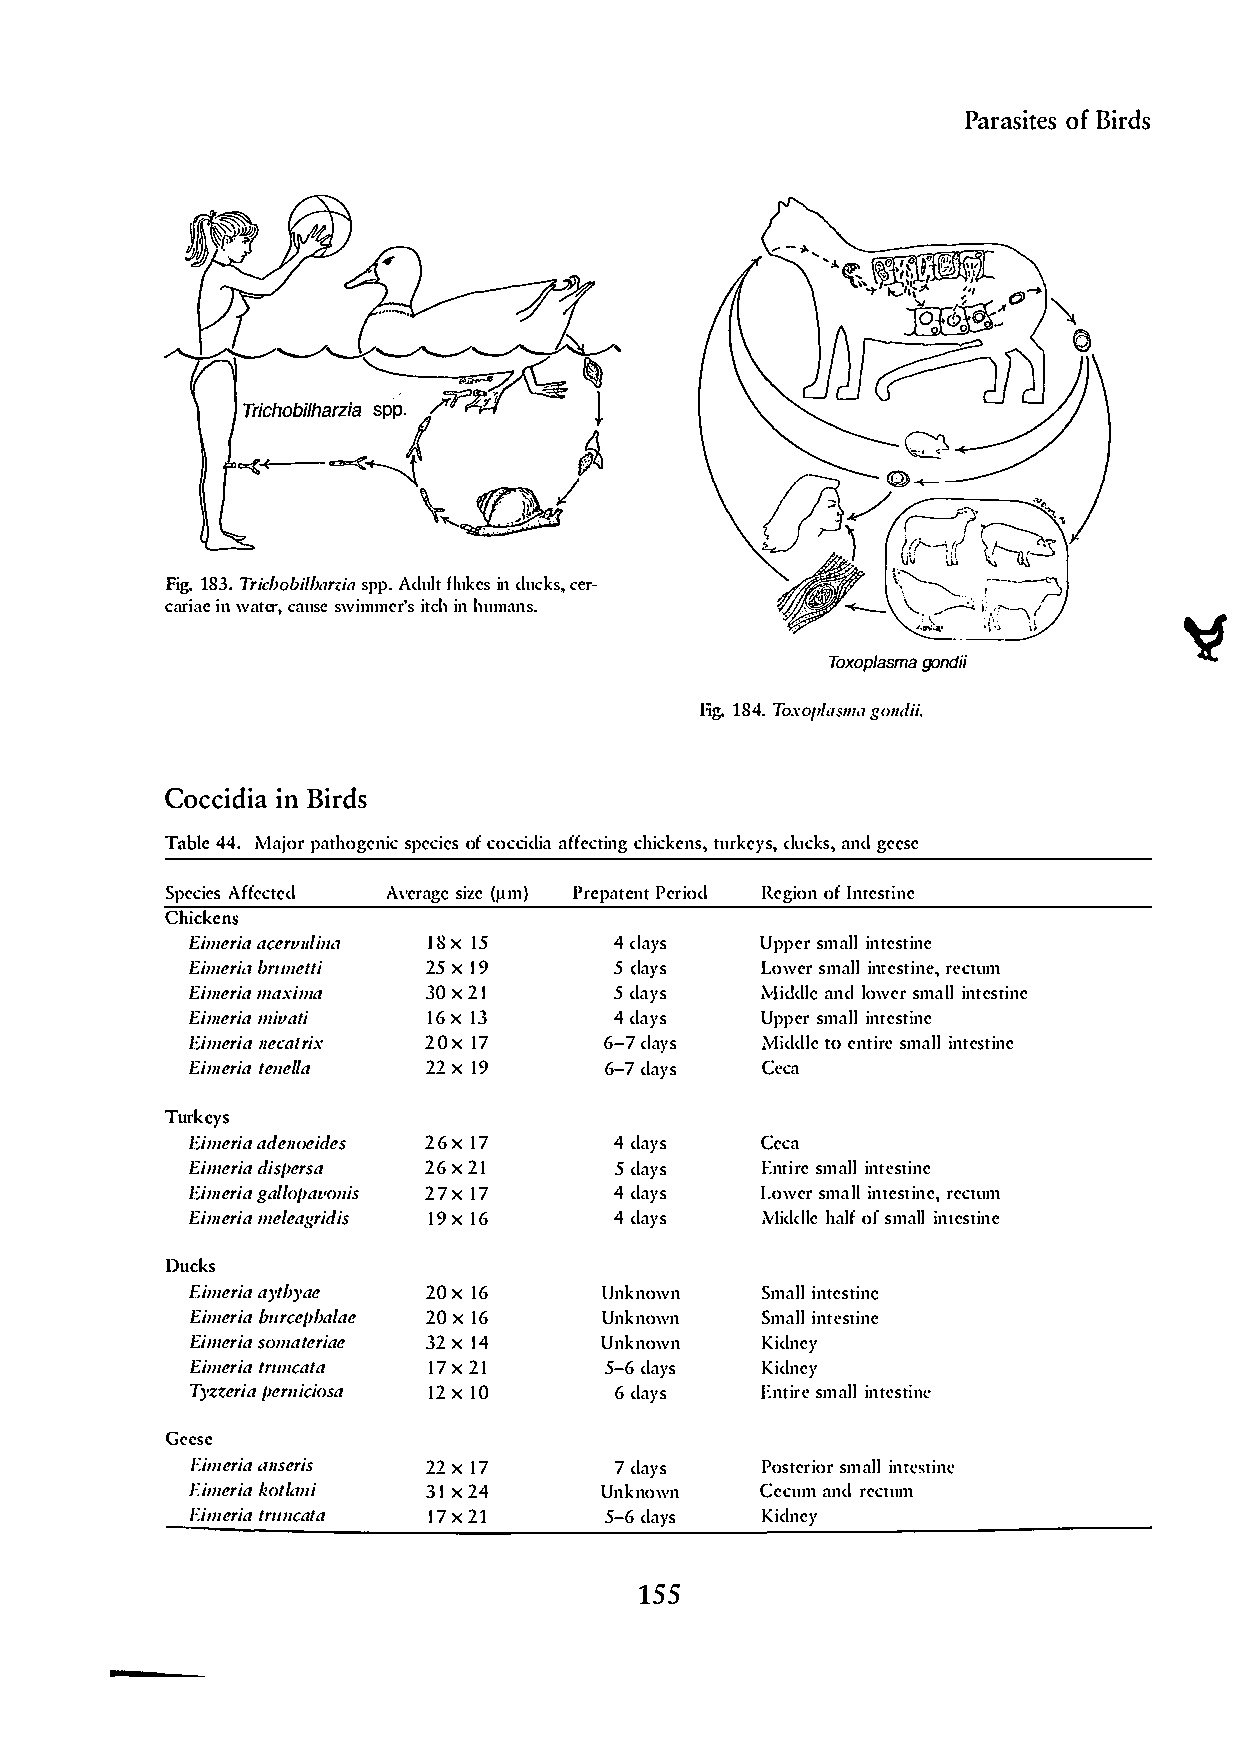 Parasites of Birds
Trichobilharzia spp.
Fig. 183. Trichobilharzia spp. Adult flukes in ducks, cer-
cariae in water, cause swimmer's itch in humans.
Toxoplasma gondii
Fig. 184. Toxoplasma gondii.
Coccidia in Birds
Table 44. Major pathogenic species of coccidia affecting chickens, turkeys, ducks, and geese
Species Affected Average size (µm) Prepatent Period Region of Intestine
Chickens
Eimeria acervulina 18 × 15 4 days Upper small intestine
Eimeria brunetti 25 × 19 5 days Lower small intestine, rectum
Eimeria maxima 30 × 21 5 days Middle and lower small intestine
Eimeria mivati 16 × 13 4 days Upper small intestine
Eimeria necatrix 20 × 17 6–7 days Middle to entire small intestine
Eimeria tenella 22 × 19 6–7 days Ceca
Turkeys
Eimeria adenoeides 26 × 17 4 days Ceca
Eimeria dispersa 26 × 21 5 days Entire small intestine
Eimeria gallopavonis 27 × 17 4 days Lower small intestine, rectum
Eimeria meleagridis 19 × 16 4 days Middle half of small intestine
Ducks
Eimeria aythyae 20 × 16 Unknown Small intestine
Eimeria burcephalae 20 × 16 Unknown Small intestine
Eimeria somateriae 32 × 14 Unknown Kidney
Eimeria truncata 17 × 21 5–6 days Kidney
Tyzzeria perniciosa 12 × 10 6 days Entire small intestine
Geese
Eimeria anseris 22 × 17 7 days Posterior small intestine
Eimeria kotlani 31 × 24 Unknown Cecum and rectum
Eimeria truncata 17 × 21 5–6 days Kidney
155